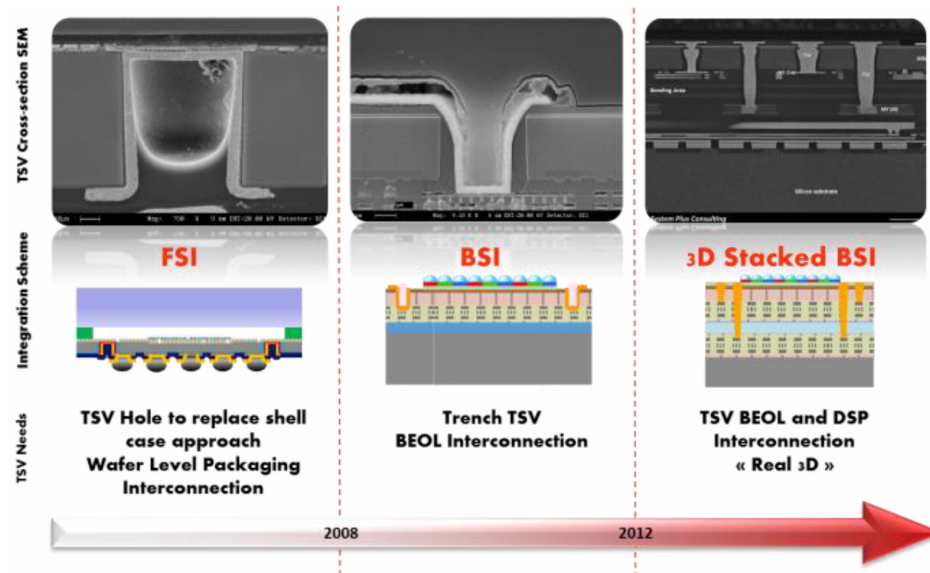 TSV Cross-section SEM
Bonding Area
Silicon substrate
System Plus Consulting
Integration Scheme
FSI
BSI
3D Stacked BSI
TSV Needs
TSV Hole to replace shell
case approach
Wafer Level Packaging
Interconnection
Trench TSV
BEOL Interconnection
TSV BEOL and DSP
Interconnection
« Real 3D »
2008
2012